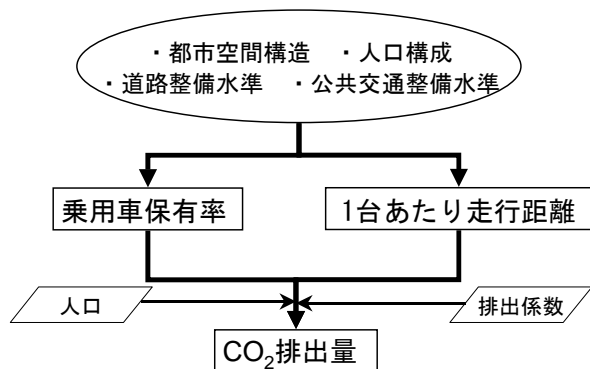 ・都市空間構造 ・人口構成
・道路整備水準 ・公共交通整備水準
乗用車保有率
1台あたり走行距離
人口
排出係数
CO₂排出量